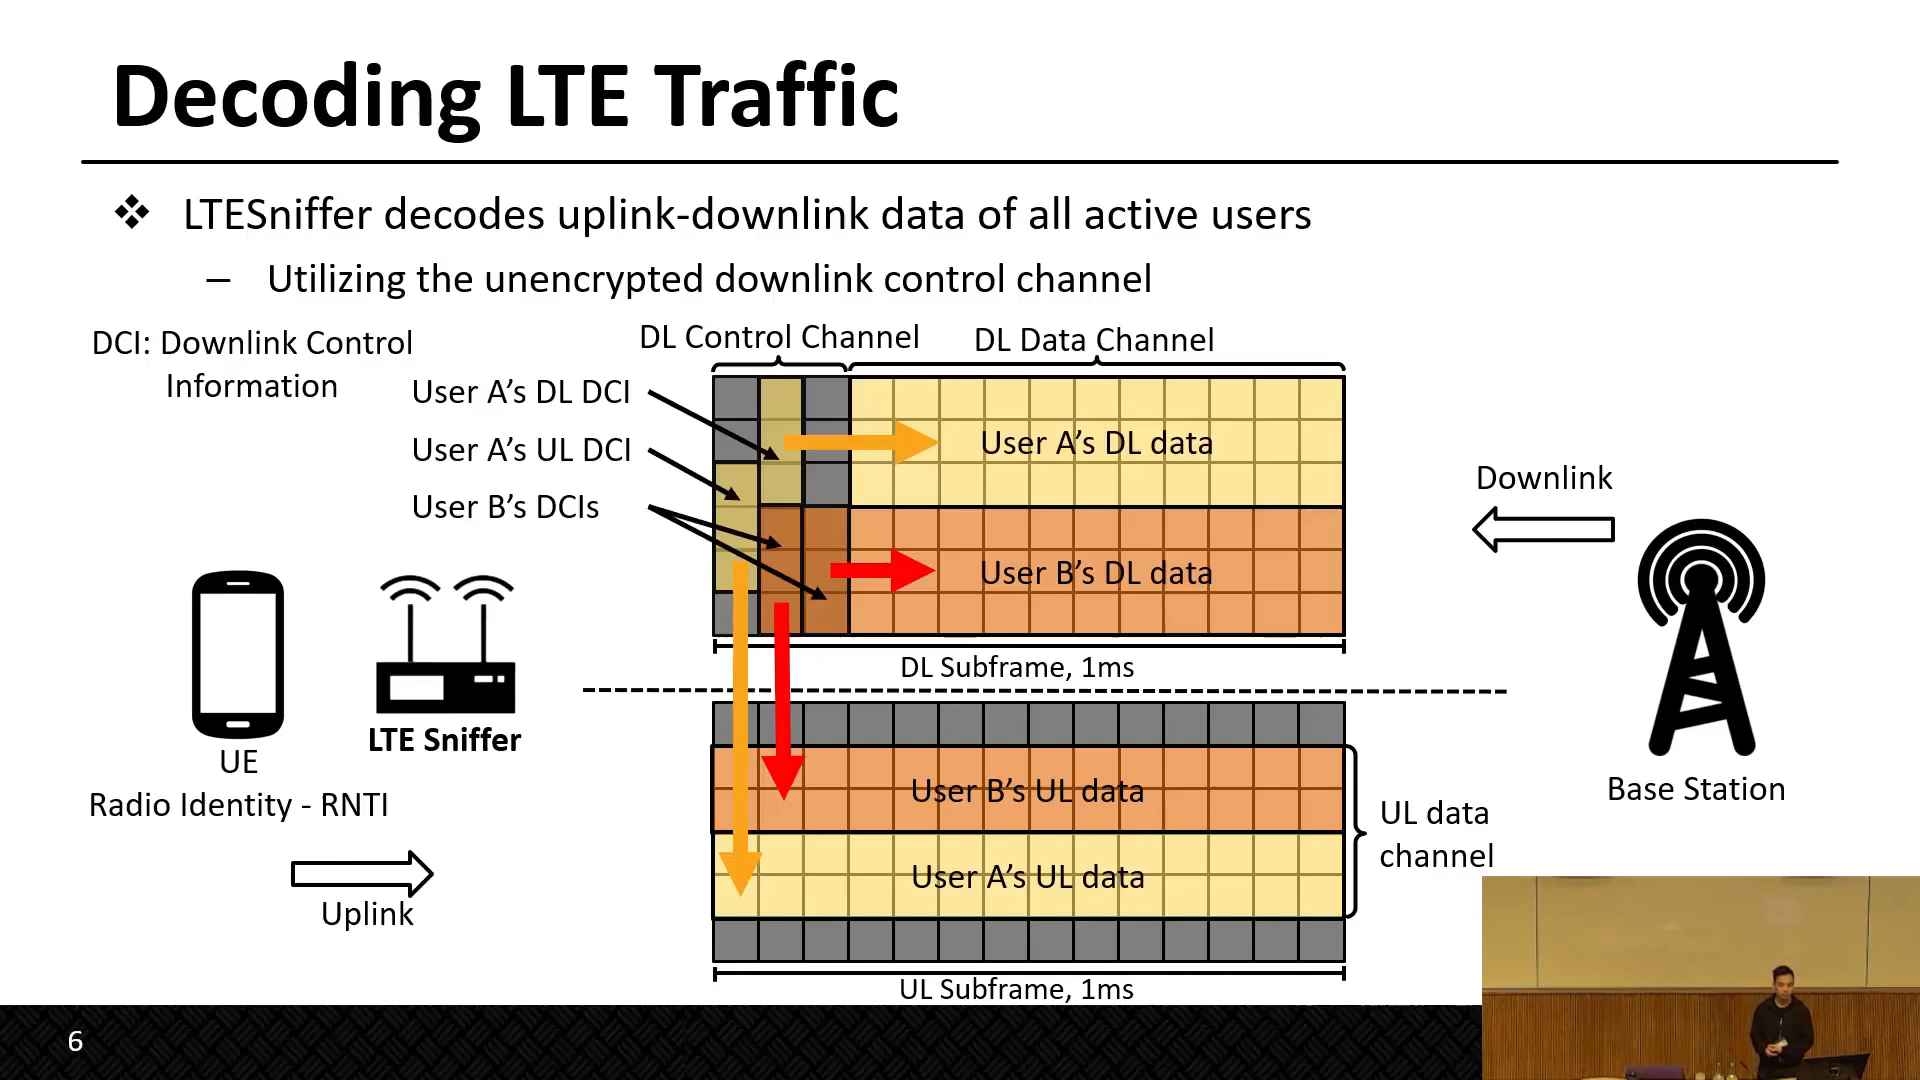 Decoding LTE Traffic
❖ LTESniffer decodes uplink-downlink data of all active users
– Utilizing the unencrypted downlink control channel
DCI: Downlink Control
Information
DL Control Channel
DL Data Channel
User A’s DL DCI
User A’s UL DCI
User B’s DCIs
User A’s DL data
User B’s DL data
Downlink
DL Subframe, 1ms
LTE Sniffer
UE
Radio Identity - RNTI
Uplink
User B’s UL data
User A’s UL data
UL data
channel
Base Station
UL Subframe, 1ms
6